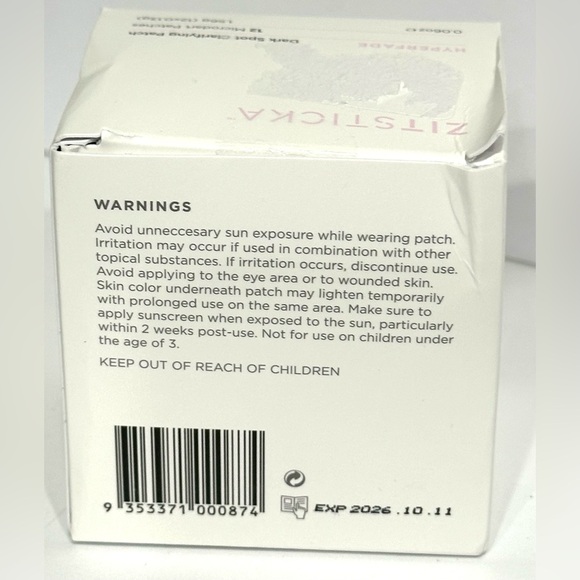 ZITSTICKA™
HYPERFADE
Dark Spot Clarifying Patch
12 Microdart Patches
WARNINGS
Avoid unneccesary sun exposure while wearing patch.
Irritation may occur if used in combination with other
topical substances. If irritation occurs, discontinue use.
Avoid applying to the eye area or to wounded skin.
Skin color underneath patch may lighten temporarily
with prolonged use on the same area. Make sure to
apply sunscreen when exposed to the sun, particularly
within 2 weeks post-use. Not for use on children under
the age of 3.
KEEP OUT OF REACH OF CHILDREN
9 353371 000874
EXP 2026.10.11